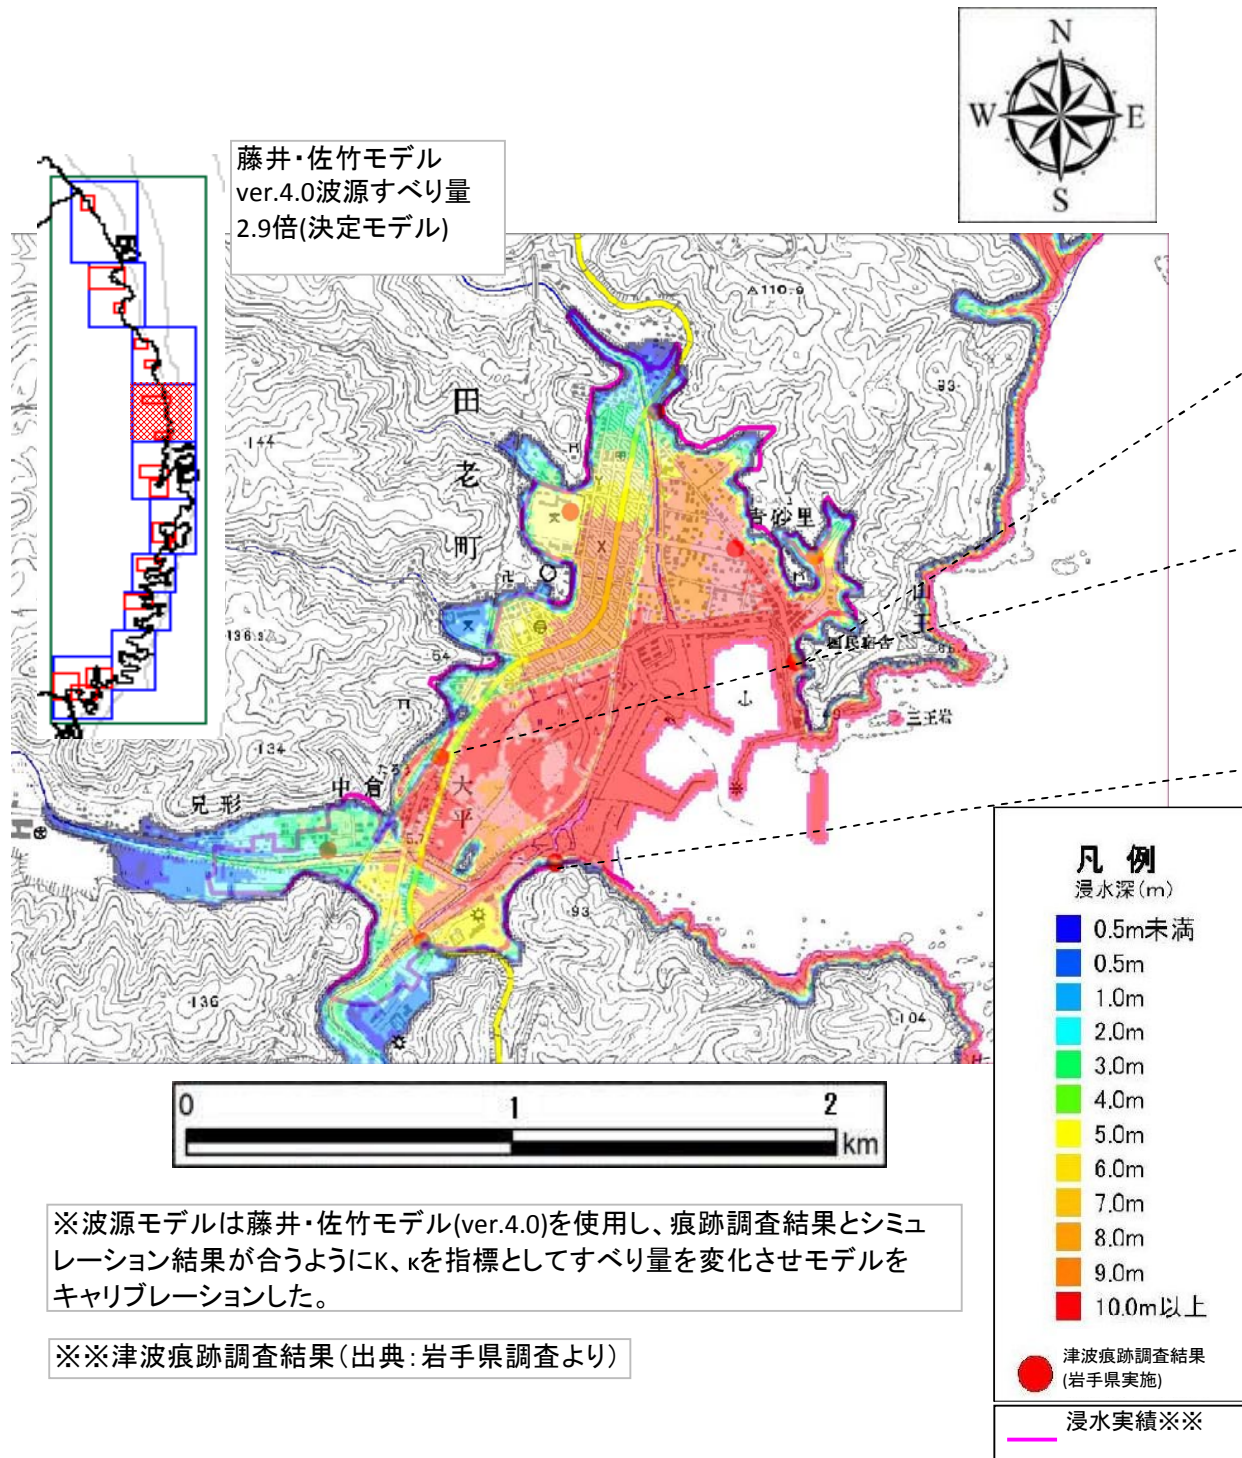 N
W E
S
藤井・佐竹モデル
ver.4.0波源すべり量
2.9倍(決定モデル)
A110.9
93
田
老
町
144
青砂里
136.3
54
国民宿舎
三王岩
134
中倉
大
平
兄形
5.7
93
136
104
0 1 2
km
凡 例
浸水深(m)
0.5m未満
0.5m
1.0m
2.0m
3.0m
4.0m
5.0m
6.0m
7.0m
8.0m
9.0m
10.0m以上
津波痕跡調査結果
(岩手県実施)
浸水実績※※
※波源モデルは藤井・佐竹モデル(ver.4.0)を使用し、痕跡調査結果とシミュ
レーション結果が合うようにK、κを指標としてすべり量を変化させモデルを
キャリブレーションした。
※※津波痕跡調査結果(出典:岩手県調査より)